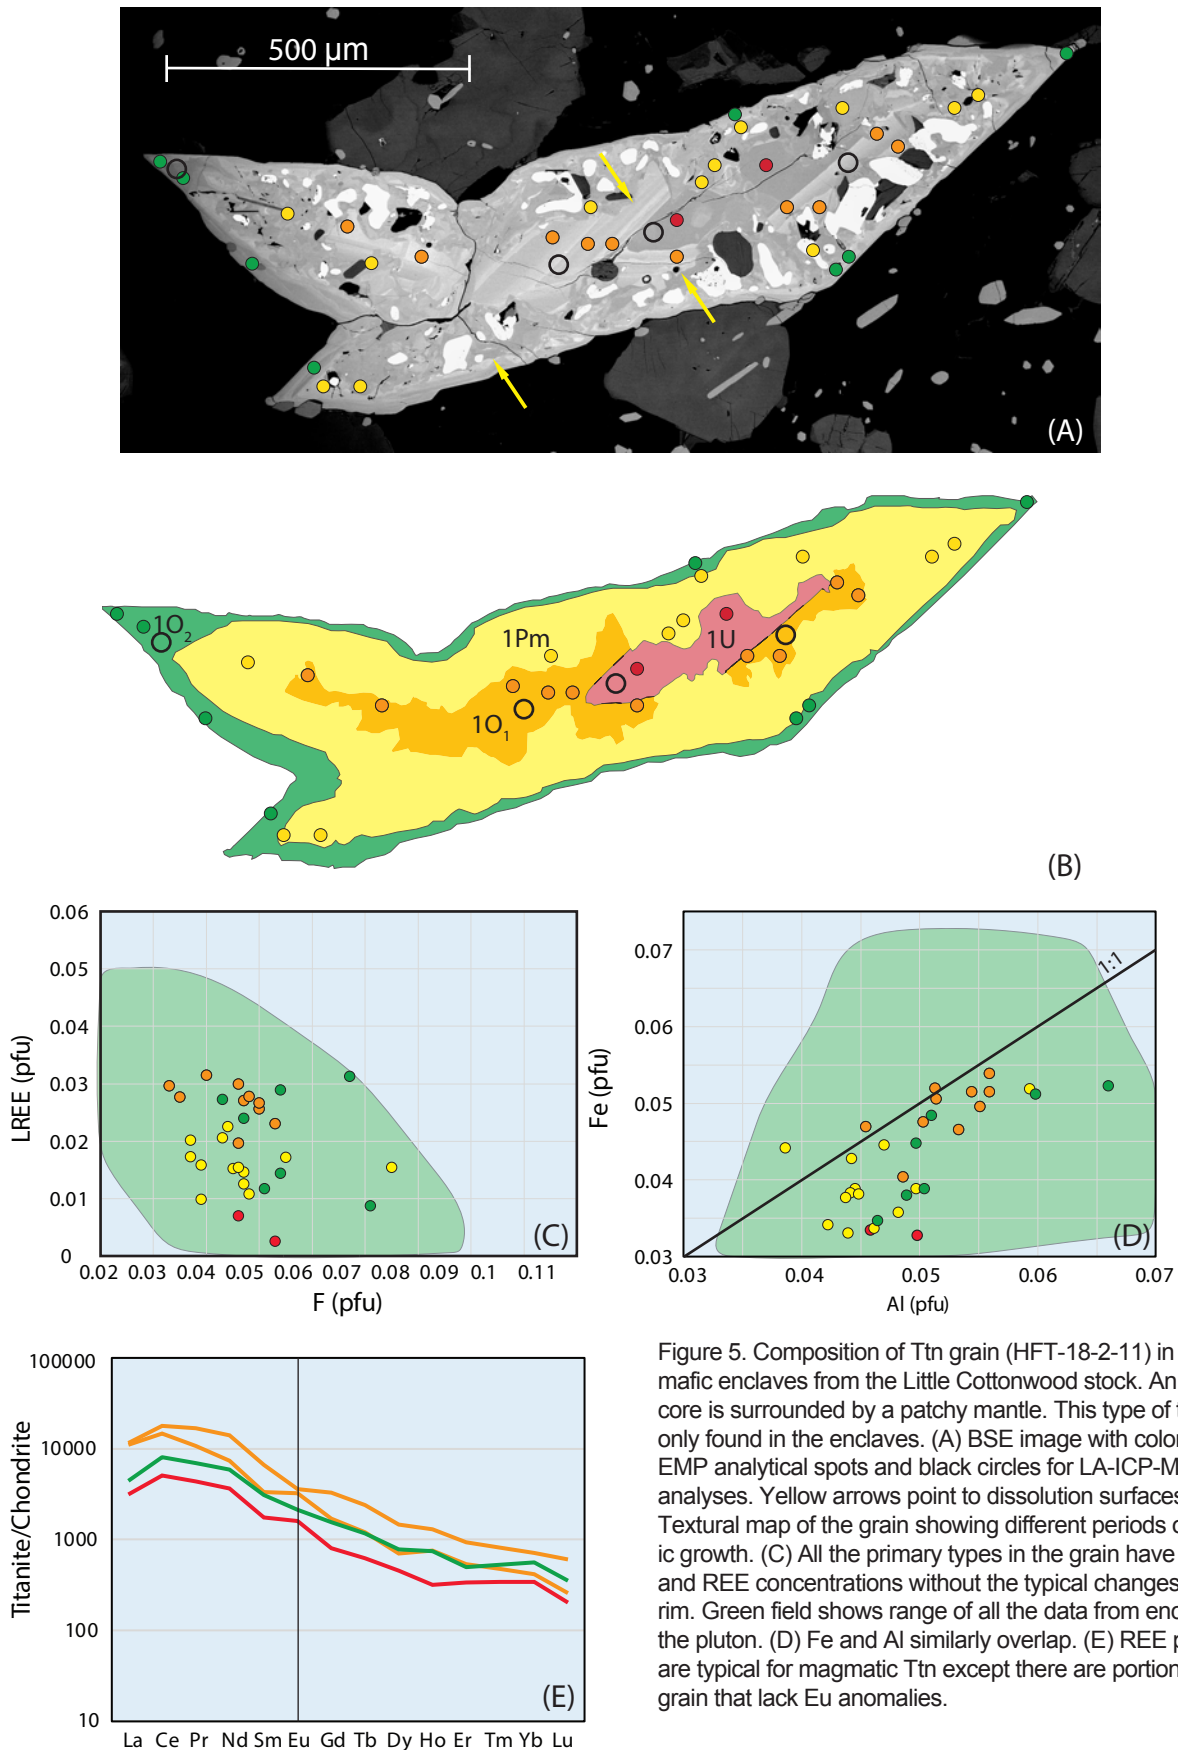 500 µm
(A)
1O2
1Pm
1U
1O1
(B)
0.06
0.05
0.04
0.03
0.02
0.01
0
LREE (pfu)
(C)
0.02 0.03 0.04 0.05 0.06 0.07 0.08 0.09 0.1 0.11
F (pfu)
0.07
0.06
0.05
0.04
0.03
Fe (pfu)
1:1
(D)
0.03 0.04 0.05 0.06 0.07
Al (pfu)
100000
10000
1000
100
10
Titanite/Chondrite
(E)
La Ce Pr Nd Sm Eu Gd Tb Dy Ho Er Tm Yb Lu
Figure 5. Composition of Ttn grain (HFT-18-2-11) in
mafic enclaves from the Little Cottonwood stock. An
core is surrounded by a patchy mantle. This type of
only found in the enclaves. (A) BSE image with color
EMP analytical spots and black circles for LA-ICP-M
analyses. Yellow arrows point to dissolution surfaces
Textural map of the grain showing different periods
ic growth. (C) All the primary types in the grain have
and REE concentrations without the typical changes
rim. Green field shows range of all the data from enc
the pluton. (D) Fe and Al similarly overlap. (E) REE p
are typical for magmatic Ttn except there are portion
grain that lack Eu anomalies.